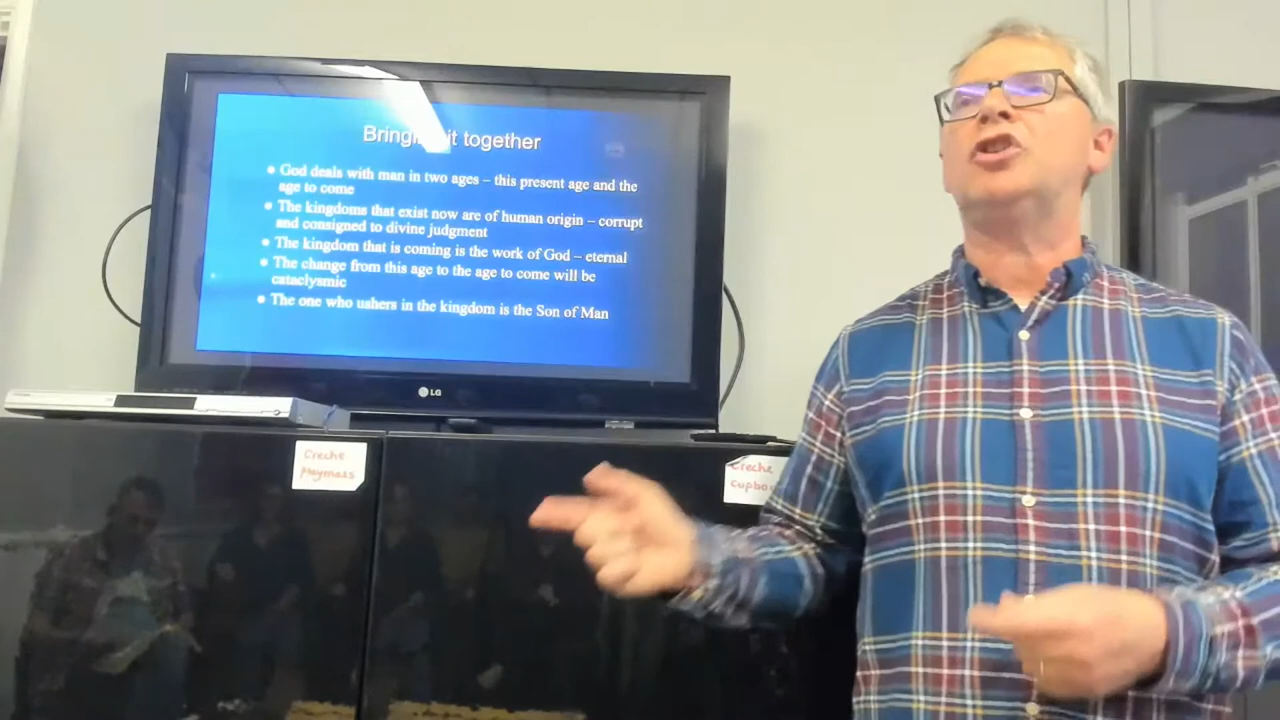 it together
• God deals with man in two ages – this present age and the
age to come
• The kingdoms that exist now are of human origin – corrupt
and consigned to divine judgment
• The kingdom that is coming is the work of God – eternal
• The change from this age to the age to come will be
cataclysmic
• The one who ushers in the kingdom is the Son of Man
LG
Creche
Playmats
Creche